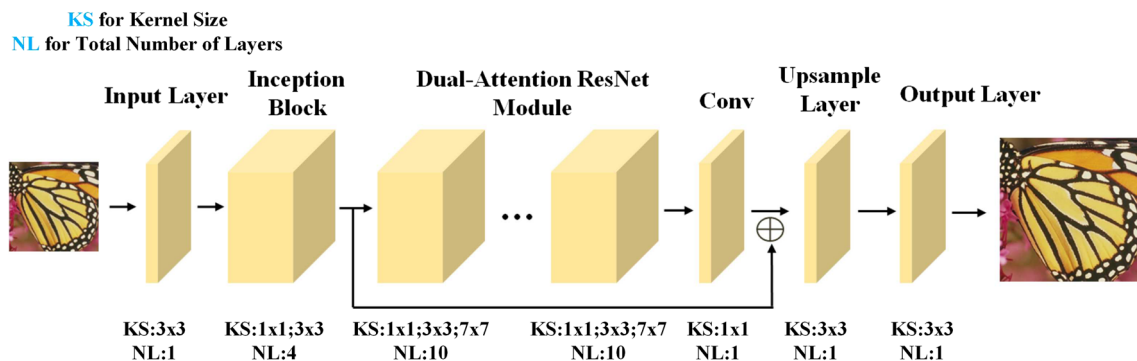 KS for Kernel Size
NL for Total Number of Layers
Input Layer
Inception
Block
Dual-Attention ResNet
Module
Conv
Upsample
Layer
Output Layer
...
KS:3x3
NL:1
KS:1x1;3x3
NL:4
KS:1x1;3x3;7x7
NL:10
KS:1x1;3x3;7x7
NL:10
KS:1x1
NL:1
KS:3x3
NL:1
KS:3x3
NL:1